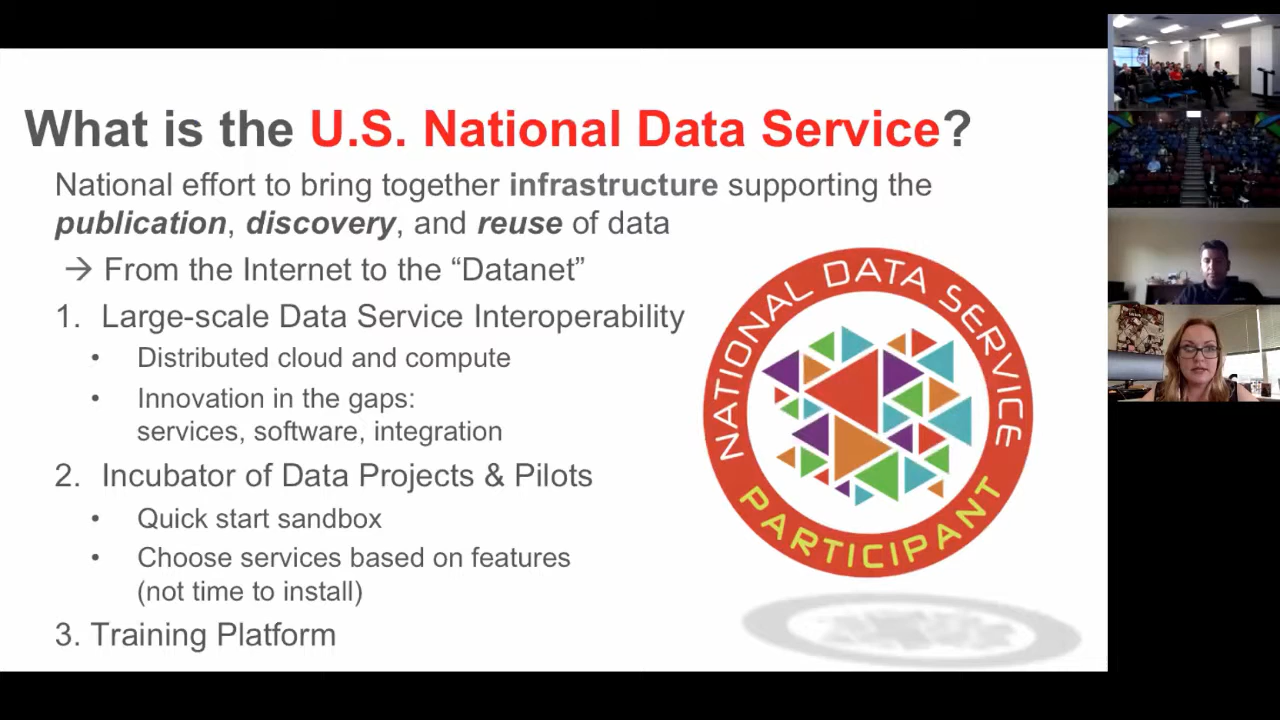 What is the U.S. National Data Service?
National effort to bring together infrastructure supporting the
publication, discovery, and reuse of data
→ From the Internet to the “Datanet”
1. Large-scale Data Service Interoperability
• Distributed cloud and compute
• Innovation in the gaps:
services, software, integration
2. Incubator of Data Projects & Pilots
• Quick start sandbox
• Choose services based on features
(not time to install)
3. Training Platform
NATIONAL DATA SERVICE
PARTICIPANT